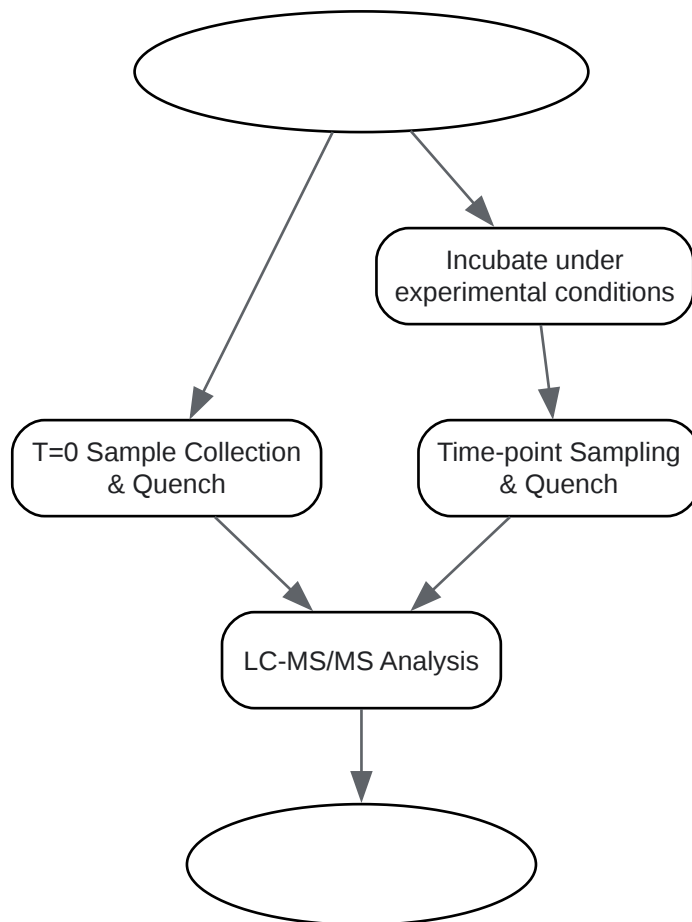 Incubate under
experimental conditions
T=0 Sample Collection
& Quench
Time-point Sampling
& Quench
LC-MS/MS Analysis